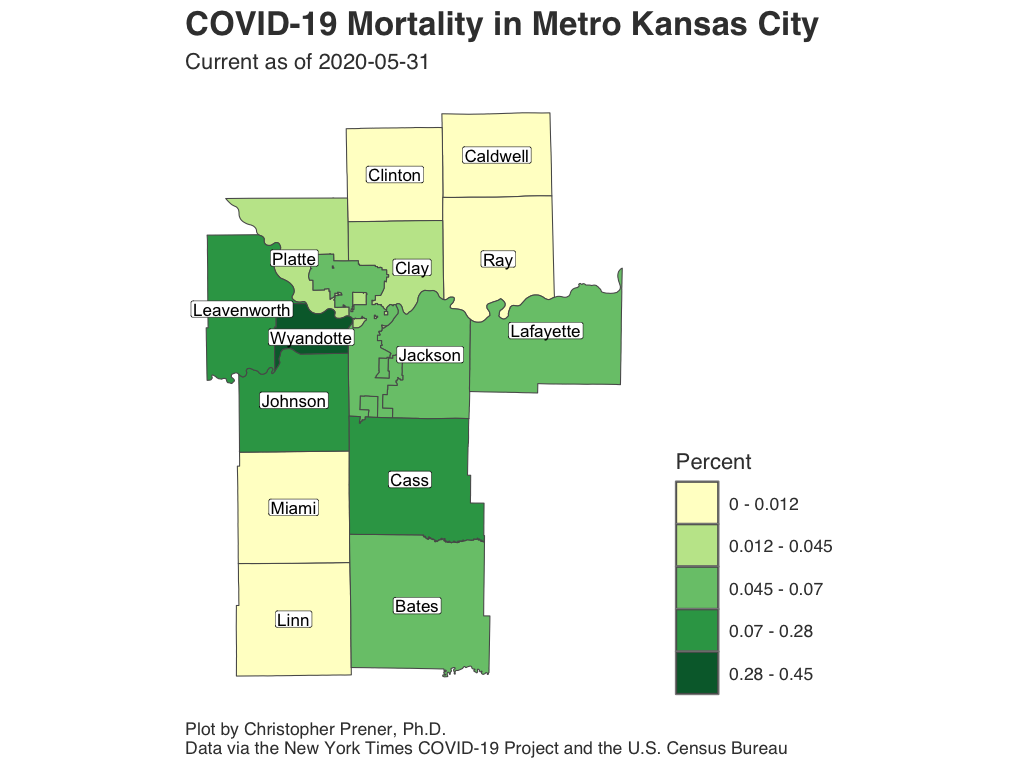 COVID-19 Mortality in Metro Kansas City
Current as of 2020-05-31
Caldwell
Clinton
Platte
Clay
Ray
Leavenworth
Wyandotte
Lafayette
Jackson
Johnson
Cass
Miami
Bates
Linn
Percent
0 - 0.012
0.012 - 0.045
0.045 - 0.07
0.07 - 0.28
0.28 - 0.45
Plot by Christopher Prener, Ph.D.
Data via the New York Times COVID-19 Project and the U.S. Census Bureau